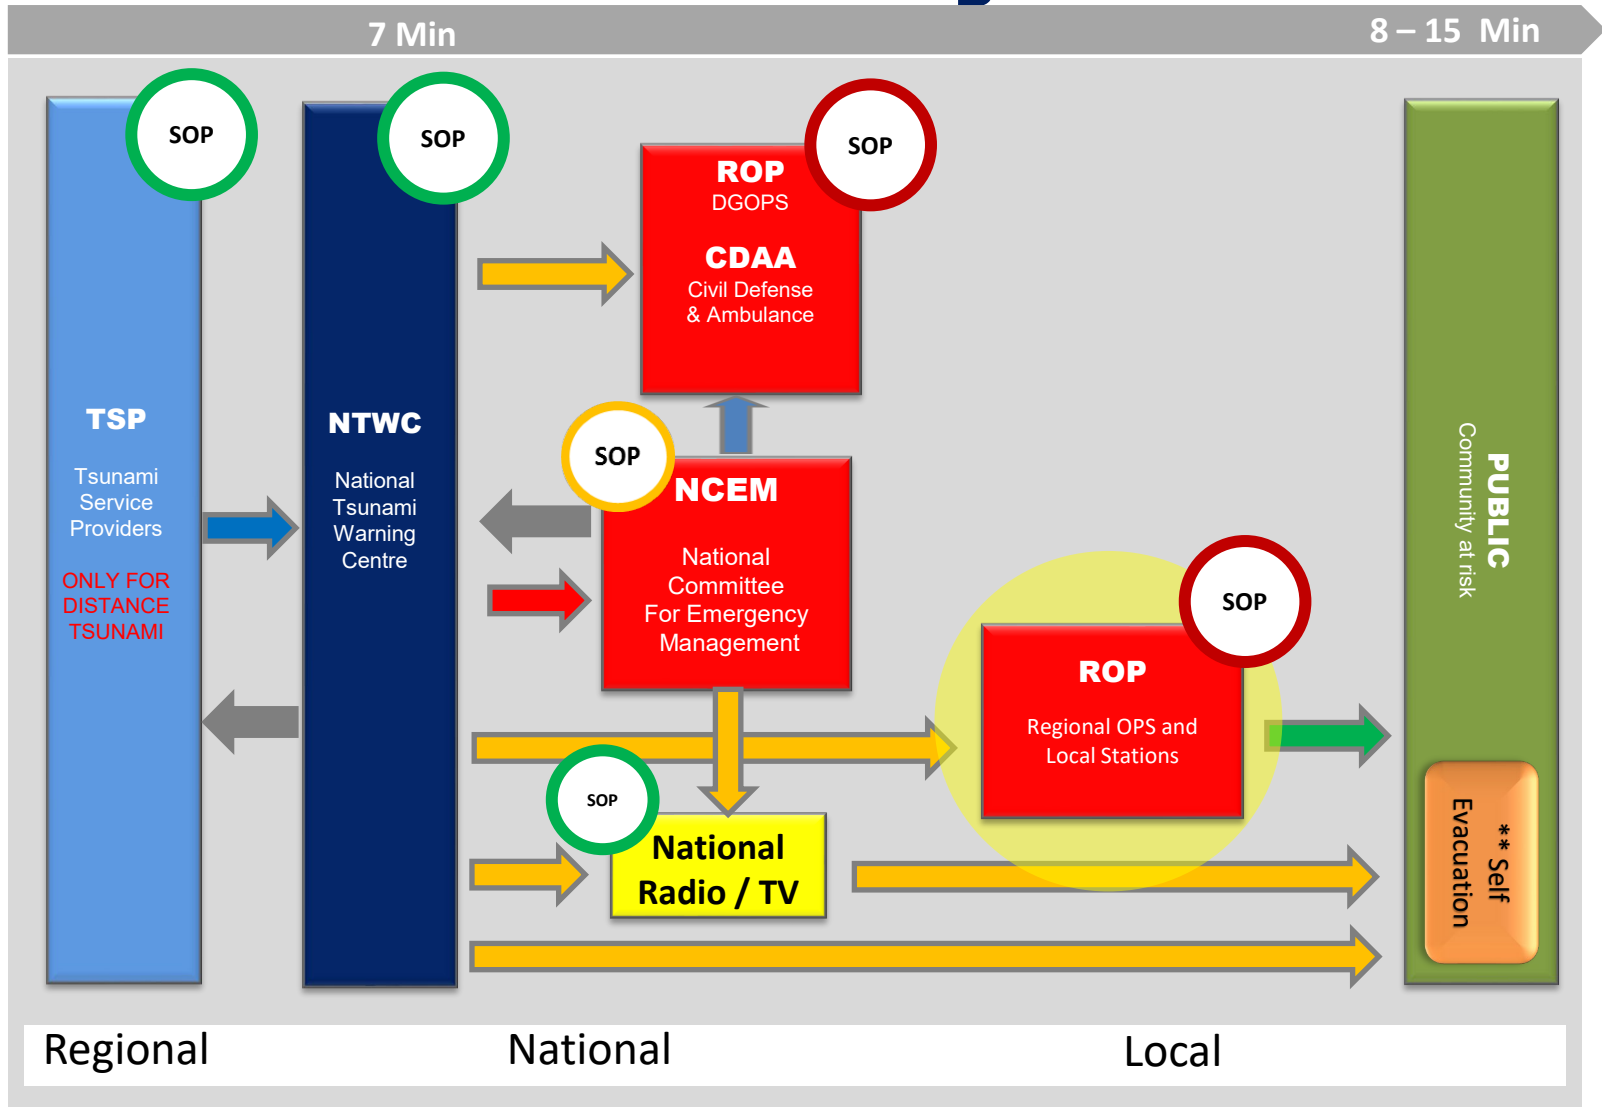 7 Min
8 – 15 Min
SOP
TSP
Tsunami
Service
Providers
ONLY FOR
DISTANCE
TSUNAMI
SOP
NTWC
National
Tsunami
Warning
Centre
SOP
ROP
DGOPS
CDAA
Civil Defense
& Ambulance
SOP
NCEM
National
Committee
For Emergency
Management
SOP
National
Radio / TV
SOP
ROP
Regional OPS and
Local Stations
PUBLIC
Community at risk
** Self
Evacuation
Regional
National
Local